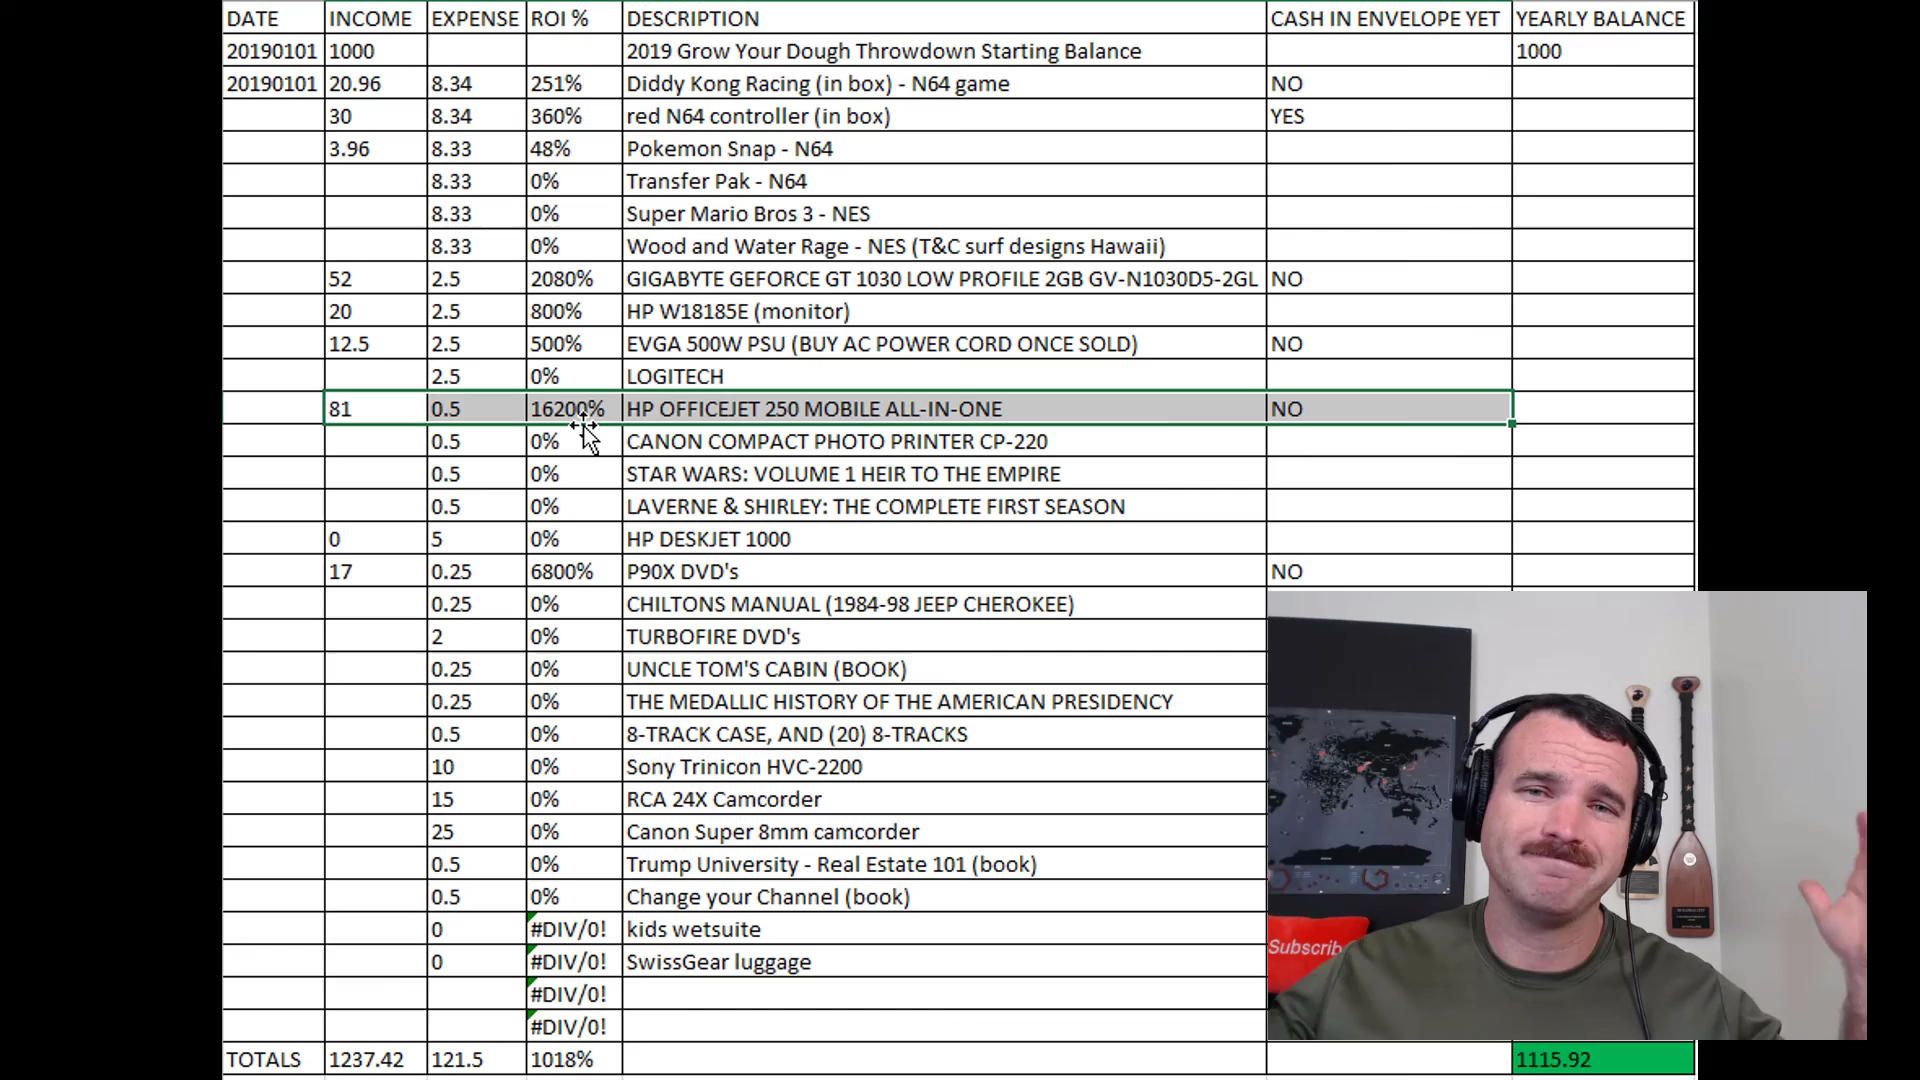 DATE INCOME EXPENSE ROI % DESCRIPTION CASH IN ENVELOPE YET YEARLY BALANCE
20190101 1000 2019 Grow Your Dough Throwdown Starting Balance 1000
20190101 20.96 8.34 251% Diddy Kong Racing (in box) - N64 game NO
30 8.34 360% red N64 controller (in box) YES
3.96 8.33 48% Pokemon Snap - N64
8.33 0% Transfer Pak - N64
8.33 0% Super Mario Bros 3 - NES
8.33 0% Wood and Water Rage - NES (T&C surf designs Hawaii)
52 2.5 2080% GIGABYTE GEFORCE GT 1030 LOW PROFILE 2GB GV-N1030D5-2GL NO
20 2.5 800% HP W18185E (monitor)
12.5 2.5 500% EVGA 500W PSU (BUY AC POWER CORD ONCE SOLD) NO
2.5 0% LOGITECH
81 0.5 16200% HP OFFICEJET 250 MOBILE ALL-IN-ONE NO
0.5 0% CANON COMPACT PHOTO PRINTER CP-220
0.5 0% STAR WARS: VOLUME 1 HEIR TO THE EMPIRE
0.5 0% LAVERNE & SHIRLEY: THE COMPLETE FIRST SEASON
0 5 0% HP DESKJET 1000
17 0.25 6800% P90X DVD's NO
0.25 0% CHILTONS MANUAL (1984-98 JEEP CHEROKEE)
2 0% TURBOFIRE DVD's
0.25 0% UNCLE TOM'S CABIN (BOOK)
0.25 0% THE MEDALLIC HISTORY OF THE AMERICAN PRESIDENCY
0.5 0% 8-TRACK CASE, AND (20) 8-TRACKS
10 0% Sony Trinicon HVC-2200
15 0% RCA 24X Camcorder
25 0% Canon Super 8mm camcorder
0.5 0% Trump University - Real Estate 101 (book)
0.5 0% Change your Channel (book)
0 #DIV/0! kids wetsuite
Subscrib
0 #DIV/0! SwissGear luggage
#DIV/0!
#DIV/0!
TOTALS 1237.42 121.5 1018% 1115.92